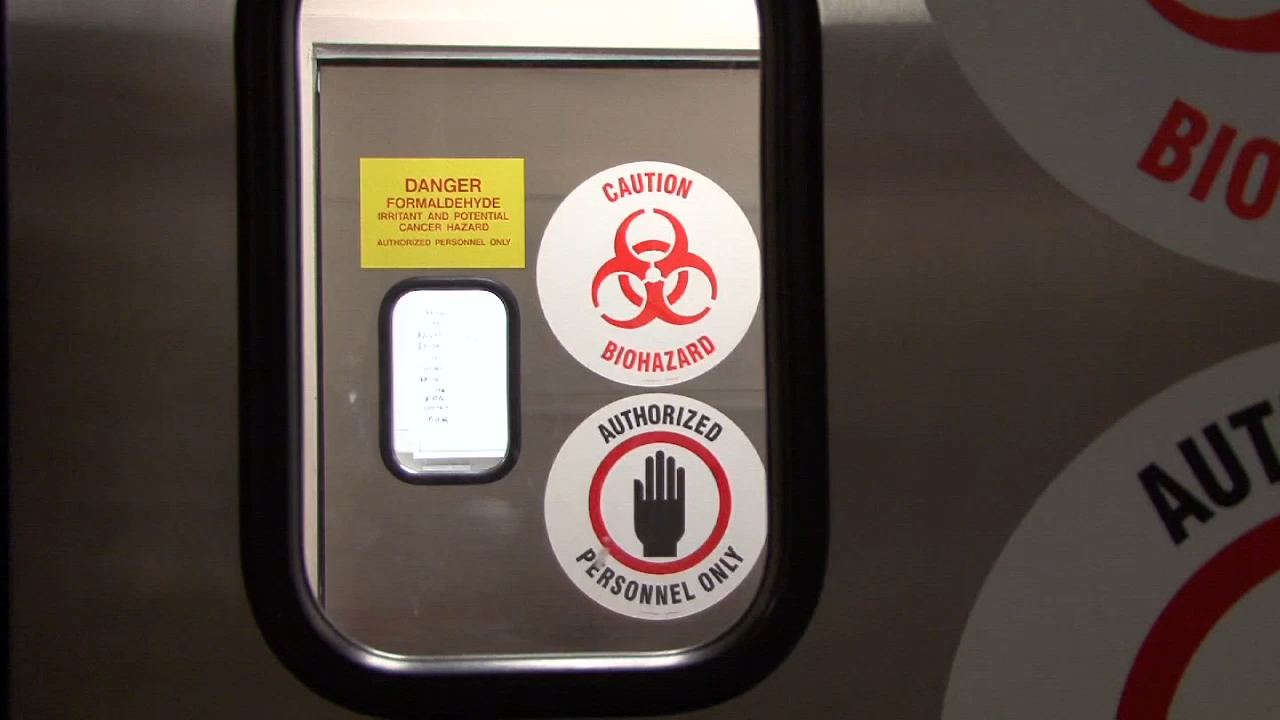 DANGER
FORMALDEHYDE
IRRITANT AND POTENTIAL
CANCER HAZARD
AUTHORIZED PERSONNEL ONLY
CAUTION
BIOHAZARD
AUTHORIZED
PERSONNEL ONLY
BIO
AUT